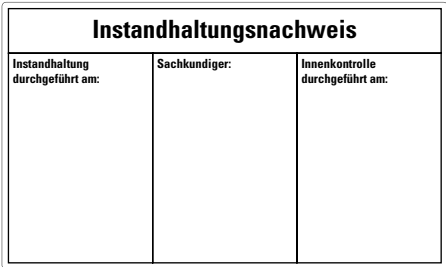 Instandhaltungsnachweis
Instandhaltung
durchgeführt am:
Sachkundiger:
Innenkontrolle
durchgeführt am: